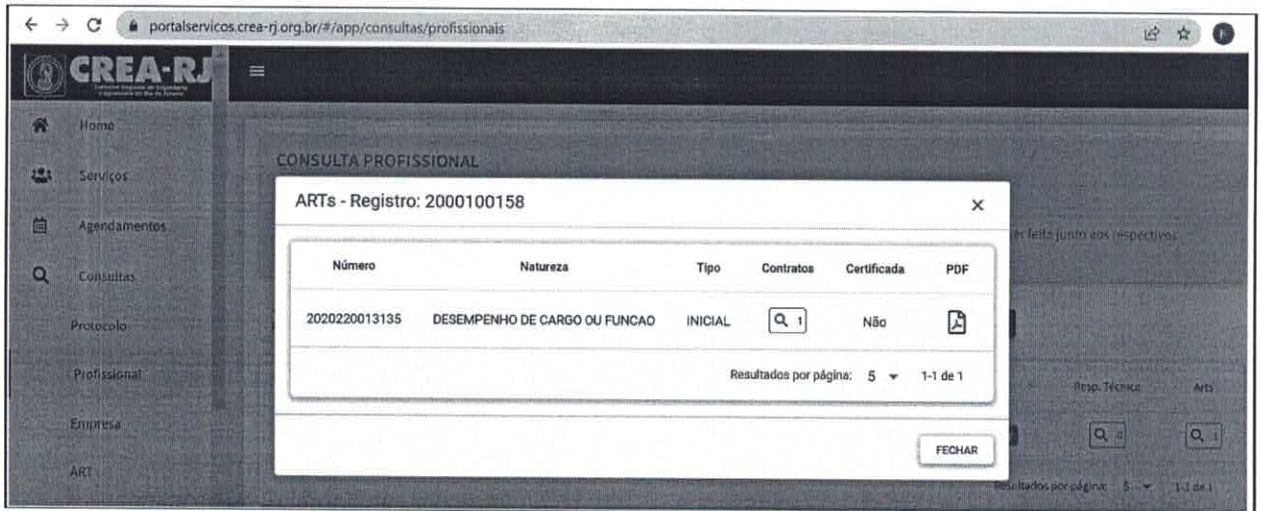 portalservicos.crea-rj.org.br/#/app/consultas/profissionais
CREA-RJ
Home
CONSULTA PROFISSIONAL
Serviços
ARTs - Registro: 2000100158
Agendamentos
er feita junto aos respectivos
Número Natureza Tipo Contratos Certificada PDF
Consultas
2020220013135 DESEMPENHO DE CARGO OU FUNCAO INICIAL 1 Não
Protocolo
Profissional
Resultados por página: 5 1-1 de 1
Resp. Técnico Arts
Empresa
FECHAR
ART
Resultados por página: 5 1-1 de 1